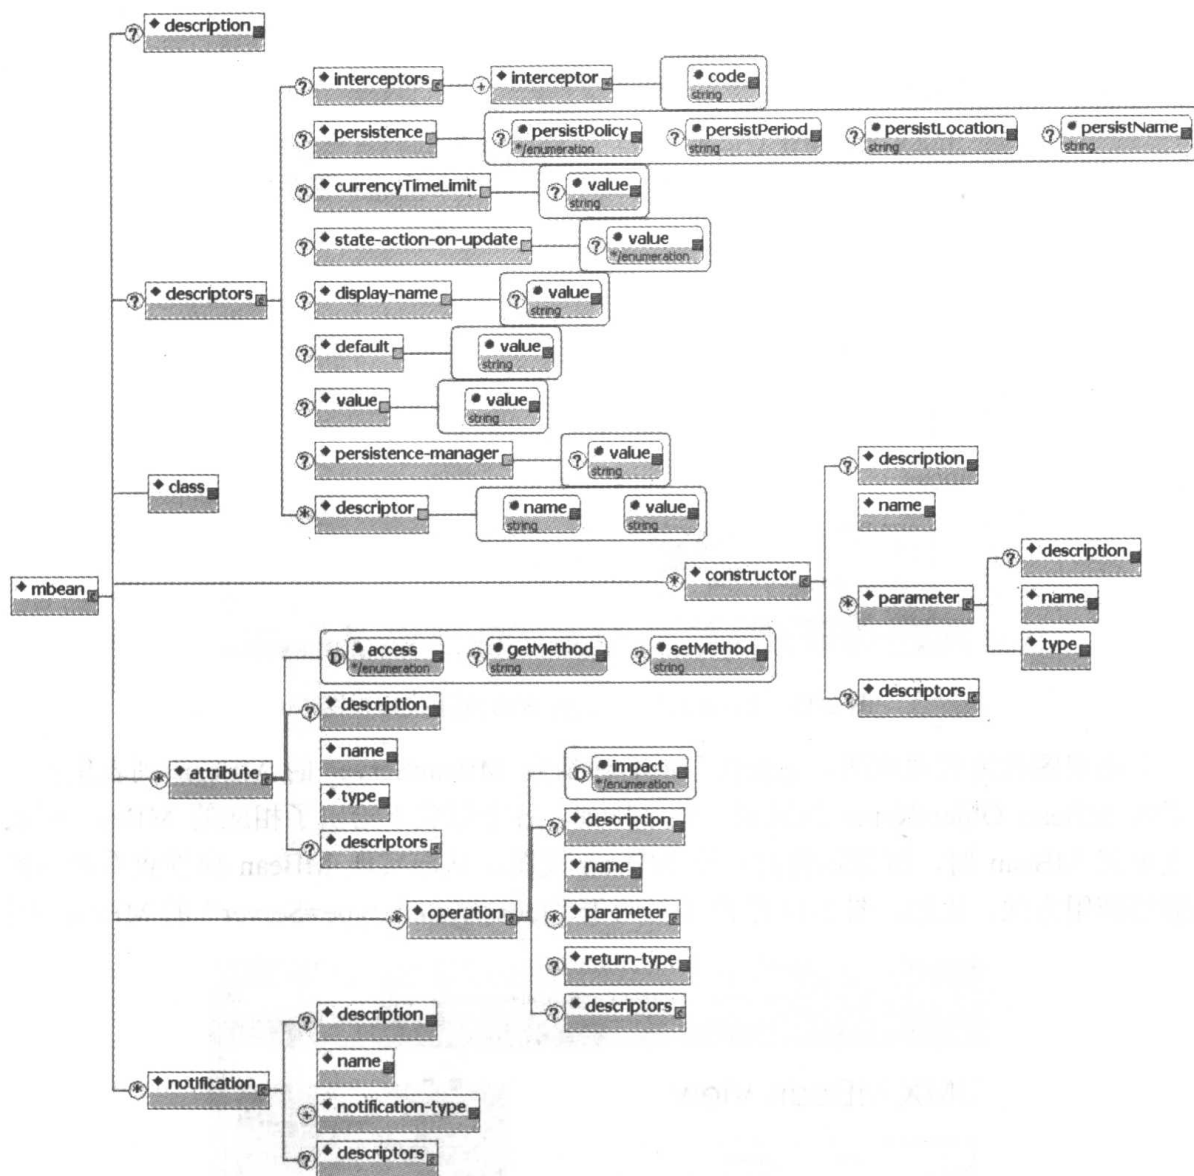 ? description
? interceptors + interceptor code
string
? persistence ? persistPolicy ? persistPeriod ? persistLocation ? persistName
*/enumeration string string string
? currencyTimeLimit ? value
string
? state-action-on-update ? value
*/enumeration
? descriptors ? display-name ? value
string
? default value
string
? value value
string
? persistence-manager ? value
string
class
* descriptor name value
string string
mbean
* constructor
? description
name
* parameter
? description
name
type
? descriptors
* attribute
D access ? getMethod ? setMethod
*/enumeration string string
? description
name
type
? descriptors
* operation
D impact
*/enumeration
? description
name
* parameter
? return-type
? descriptors
* notification
? description
name
+ notification-type
? descriptors